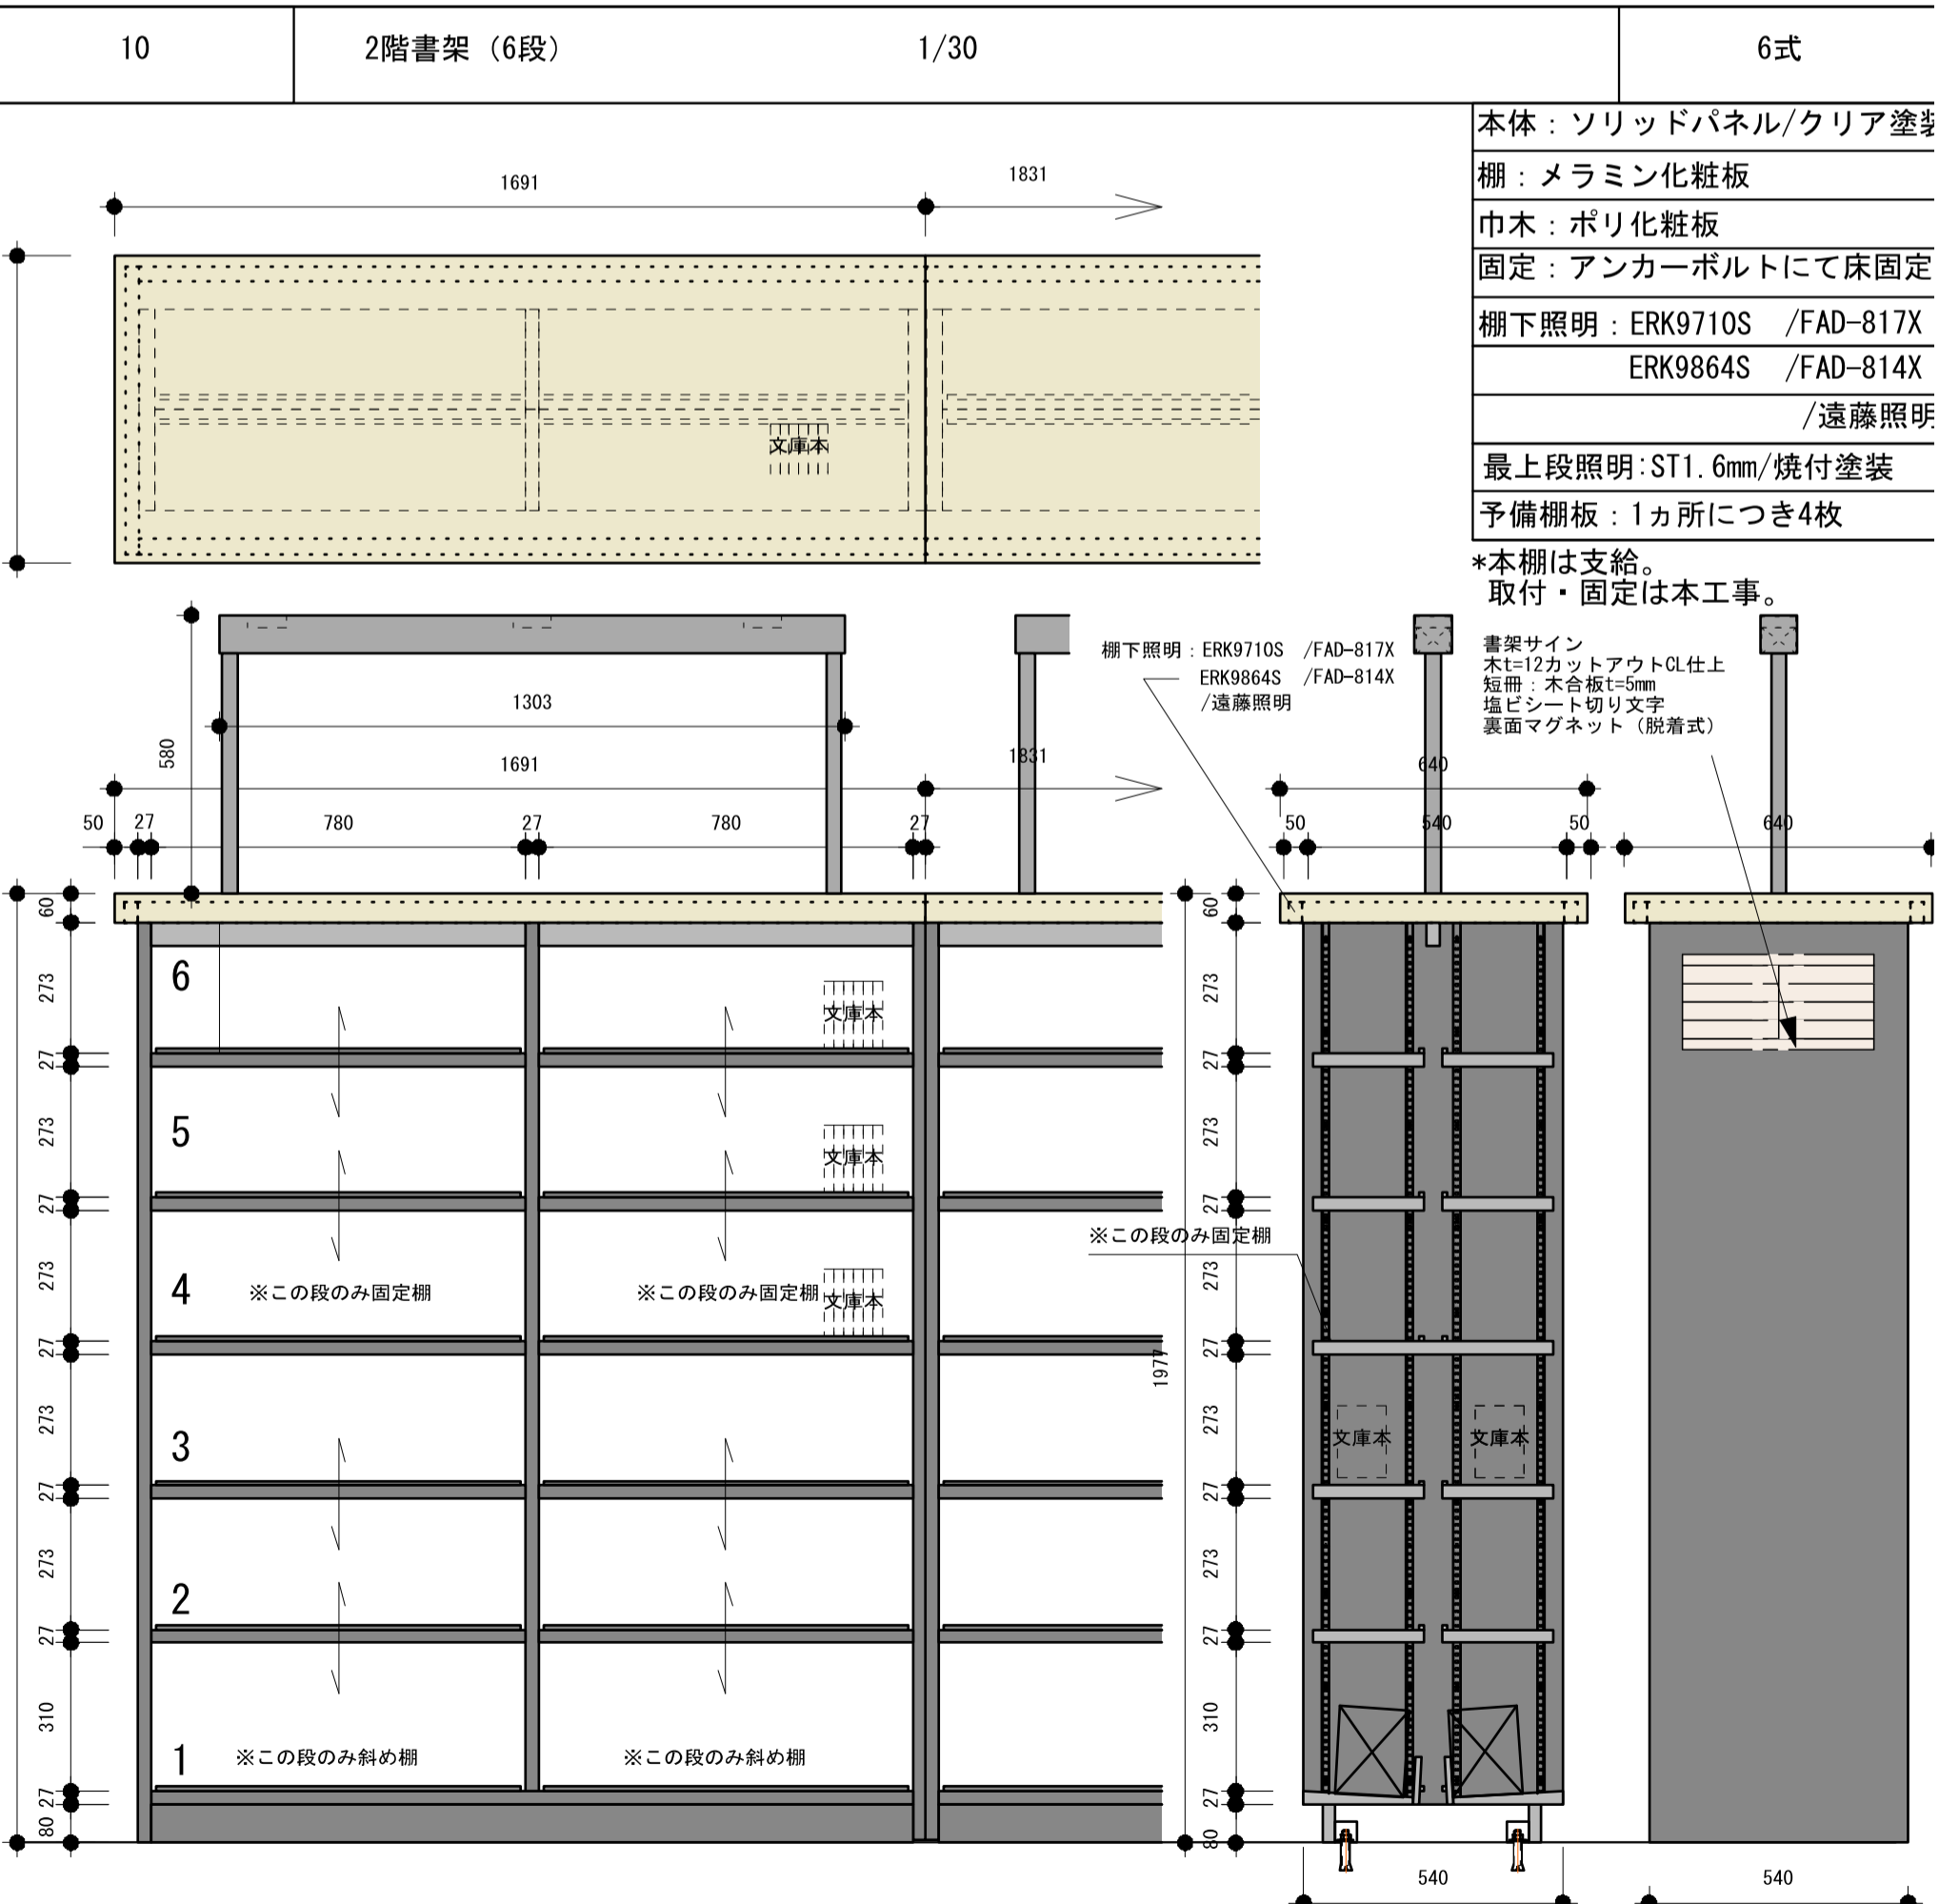 10
2階書架（6段）
1/30
6式
本体：ソリッドパネル/クリア塗装
棚：メラミン化粧板
巾木：ポリ化粧板
固定：アンカーボルトにて床固定
棚下照明：ERK9710S /FAD-817X
ERK9864S /FAD-814X
/遠藤照明
最上段照明:ST1.6mm/焼付塗装
予備棚板：1ヵ所につき4枚
*本棚は支給。
取付・固定は本工事。
1691
1831
文庫本
棚下照明：ERK9710S /FAD-817X
ERK9864S /FAD-814X
/遠藤照明
書架サイン
木t=12カットアウトCL仕上
短冊：木合板t=5mm
塩ビシート切り文字
裏面マグネット（脱着式）
580
1303
1691
1831
640
50
27
780
27
780
27
50
540
50
640
60
60
273
6
文庫本
273
27
27
273
5
文庫本
273
27
27
※この段のみ固定棚
273
4
※この段のみ固定棚
※この段のみ固定棚
文庫本
273
27
1977
27
273
3
273
文庫本
文庫本
27
27
273
2
273
27
27
310
310
1
※この段のみ斜め棚
※この段のみ斜め棚
27
27
80
80
540
540